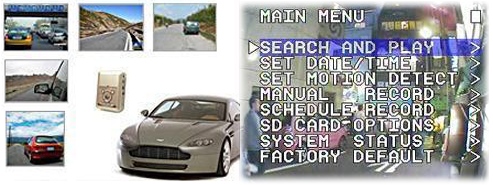 MAIN MENU
SEARCH AND PLAY >
SET DATE/TIME >
SET MOTION DETECT >
MANUAL RECORD >
SCHEDULE RECORD >
SD CARD OPTIONS >
SYSTEM STATUS >
FACTORY DEFAULT >